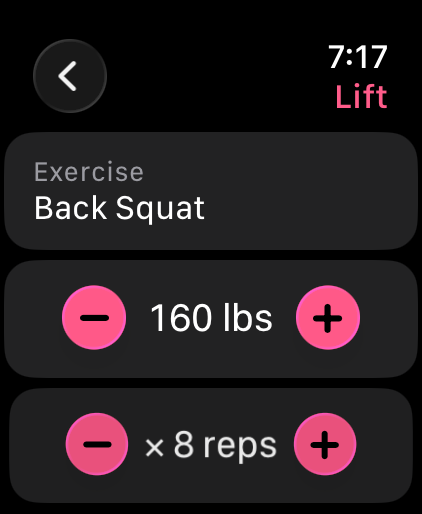 7:17
Lift
Exercise
Back Squat
160 lbs
× 8 reps